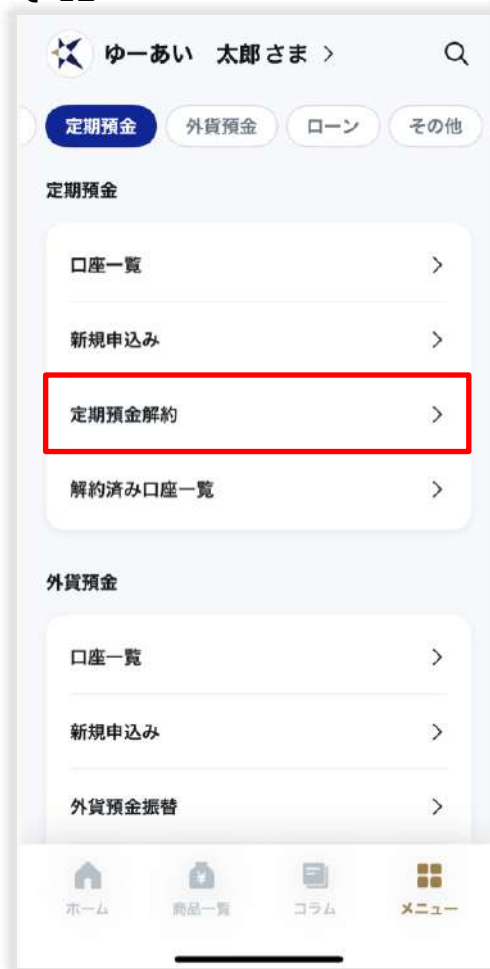 ゆーあい 太郎さま >
定期預金 外貨預金 ローン その他
定期預金
口座一覧
新規申込み
定期預金解約
解約済み口座一覧
外貨預金
口座一覧
新規申込み
外貨預金振替
ホーム 商品一覧 コラム メニュー